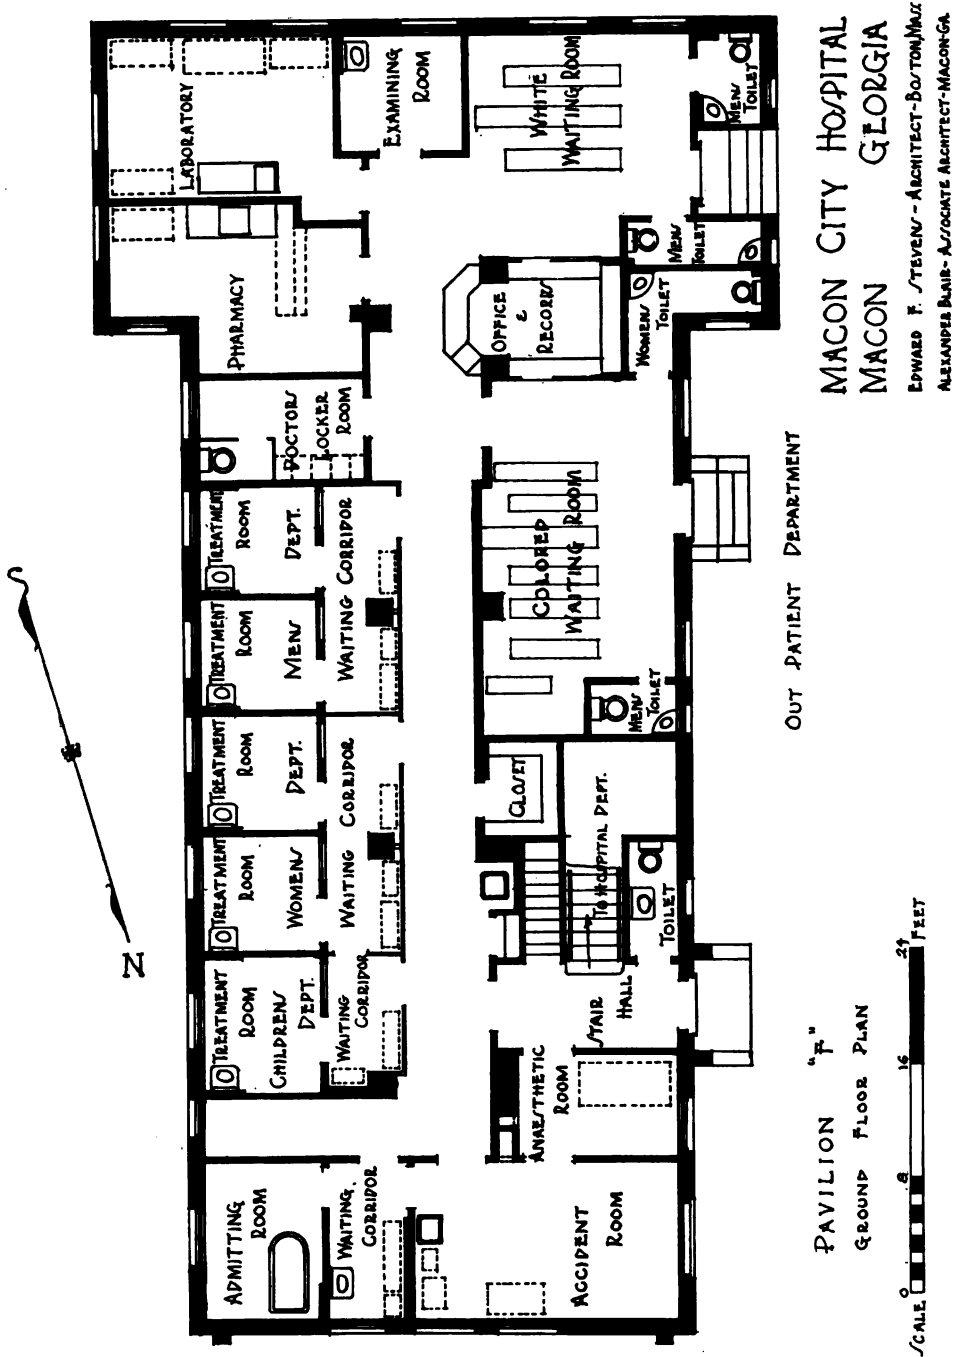 MACON CITY HOSPITAL
MACON GEORGIA
EDWARD F. STEVENS - ARCHITECT - BOSTON, MASS
ALEXANDER BLAIR - ASSOCIATE ARCHITECT - MACON - GA.
OUT PATIENT DEPARTMENT
PAVILION "F"
GROUND FLOOR PLAN
SCALE 0 8 16 24 FEET
N
LABORATORY
EXAMINING
ROOM
WHITE
WAITING ROOM
MENS
TOILET
PHARMACY
OFFICE
&
RECORDS
MENS
TOILET
WOMENS
TOILET
DOCTORS
LOCKER
ROOM
TREATMENT
ROOM
DEPT.
WAITING CORRIDOR
TREATMENT
ROOM
MENS
COLORED
WAITING ROOM
MENS
TOILET
TREATMENT
ROOM
DEPT.
WAITING CORRIDOR
TREATMENT
ROOM
WOMENS
CLOSET
TO HOSPITAL DEPT.
TOILET
TREATMENT
ROOM
CHILDRENS
DEPT.
WAITING
CORRIDOR
STAIR
HALL
ANAESTHETIC
ROOM
ADMITTING
ROOM
WAITING
CORRIDOR
ACCIDENT
ROOM